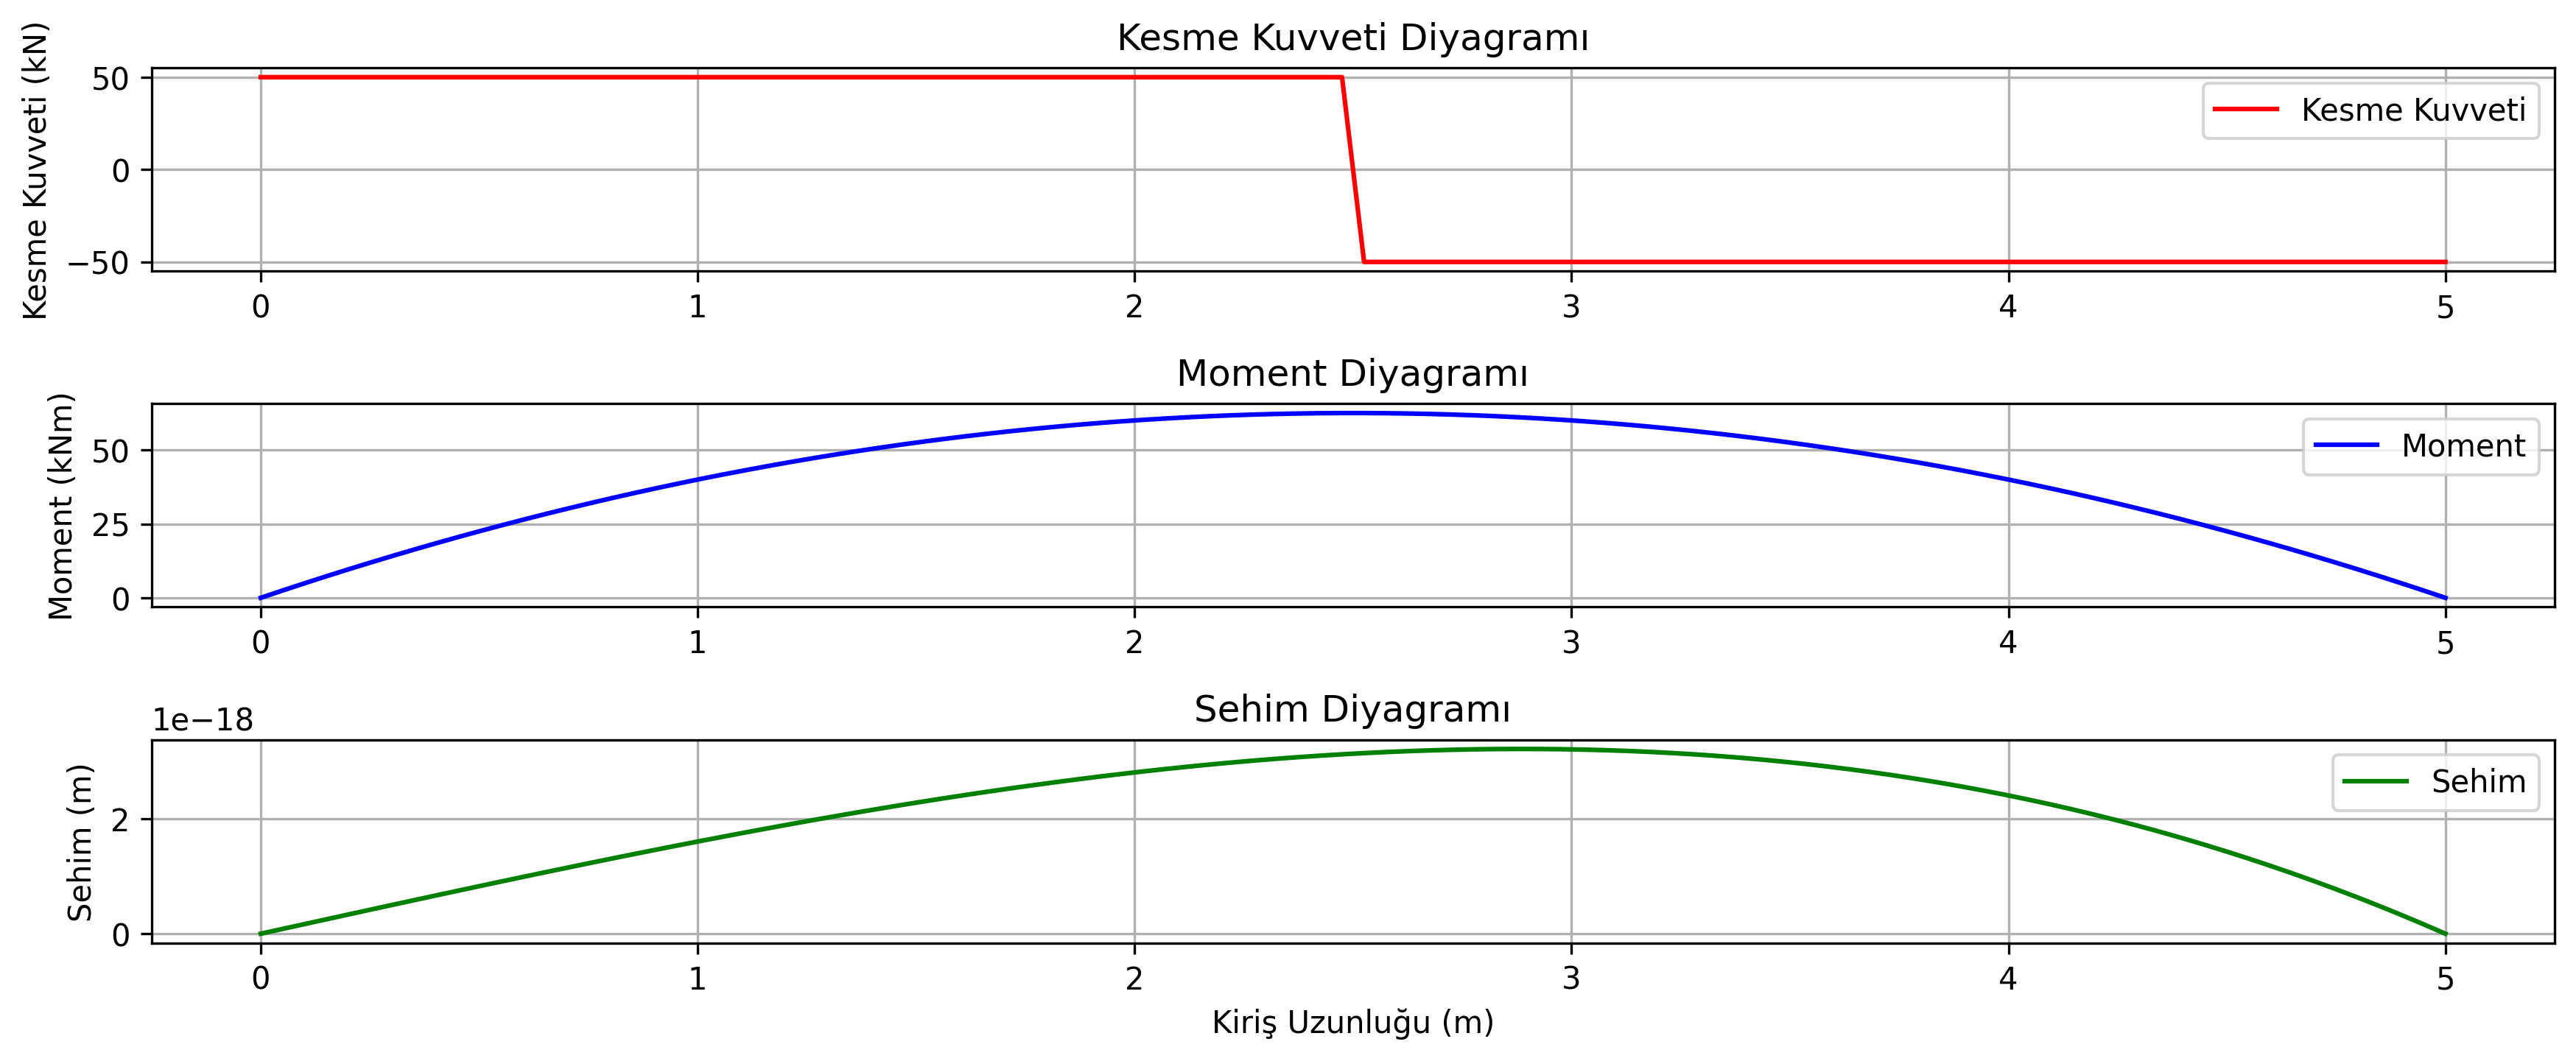 Kesme Kuvveti Diyagramı
Kesme Kuvveti (kN)
50
0
−50
Kesme Kuvveti
0 1 2 3 4 5
Moment Diyagramı
Moment (kNm)
50
25
0
Moment
0 1 2 3 4 5
Sehim Diyagramı
1e−18
Sehim (m)
2
0
Sehim
0 1 2 3 4 5
Kiriş Uzunluğu (m)